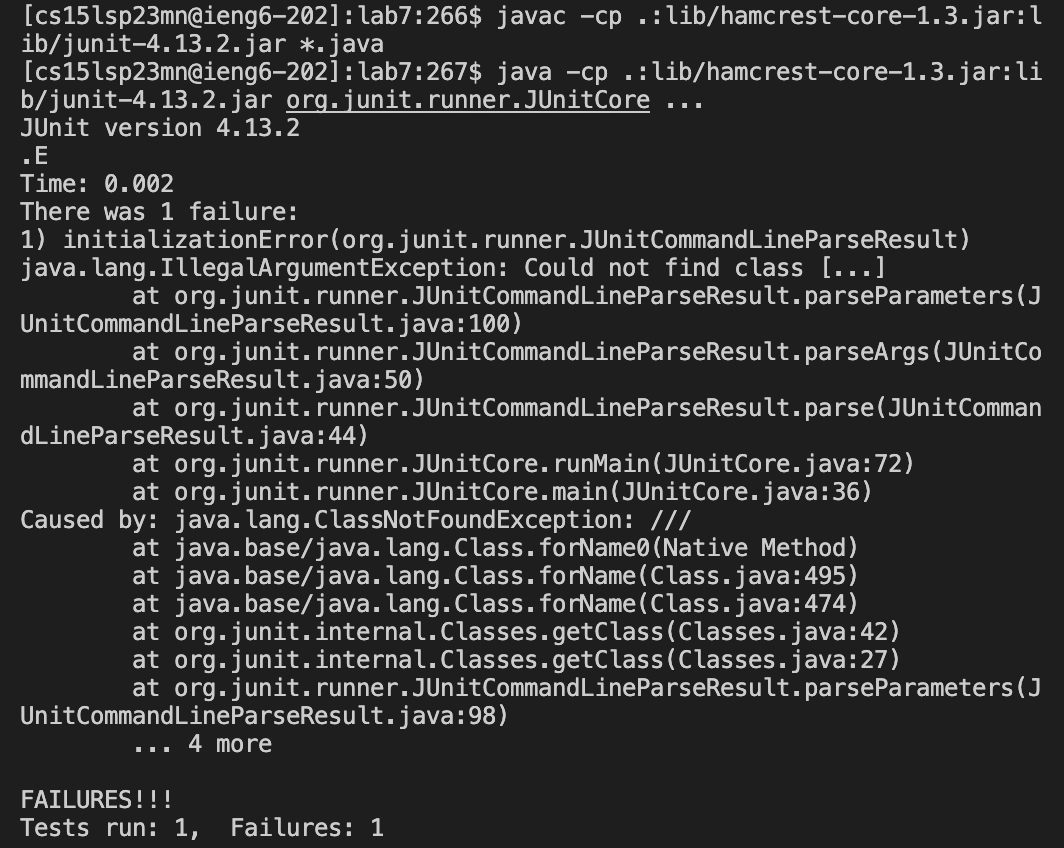 [cs15lsp23mn@ieng6-202]:lab7:266$ javac -cp .:lib/hamcrest-core-1.3.jar:l
ib/junit-4.13.2.jar *.java
[cs15lsp23mn@ieng6-202]:lab7:267$ java -cp .:lib/hamcrest-core-1.3.jar:li
b/junit-4.13.2.jar org.junit.runner.JUnitCore ...
JUnit version 4.13.2
.E
Time: 0.002
There was 1 failure:
1) initializationError(org.junit.runner.JUnitCommandLineParseResult)
java.lang.IllegalArgumentException: Could not find class [...]
        at org.junit.runner.JUnitCommandLineParseResult.parseParameters(J
UnitCommandLineParseResult.java:100)
        at org.junit.runner.JUnitCommandLineParseResult.parseArgs(JUnitCo
mmandLineParseResult.java:50)
        at org.junit.runner.JUnitCommandLineParseResult.parse(JUnitComman
dLineParseResult.java:44)
        at org.junit.runner.JUnitCore.runMain(JUnitCore.java:72)
        at org.junit.runner.JUnitCore.main(JUnitCore.java:36)
Caused by: java.lang.ClassNotFoundException: ///
        at java.base/java.lang.Class.forName0(Native Method)
        at java.base/java.lang.Class.forName(Class.java:495)
        at java.base/java.lang.Class.forName(Class.java:474)
        at org.junit.internal.Classes.getClass(Classes.java:42)
        at org.junit.internal.Classes.getClass(Classes.java:27)
        at org.junit.runner.JUnitCommandLineParseResult.parseParameters(J
UnitCommandLineParseResult.java:98)
        ... 4 more

FAILURES!!!
Tests run: 1,  Failures: 1